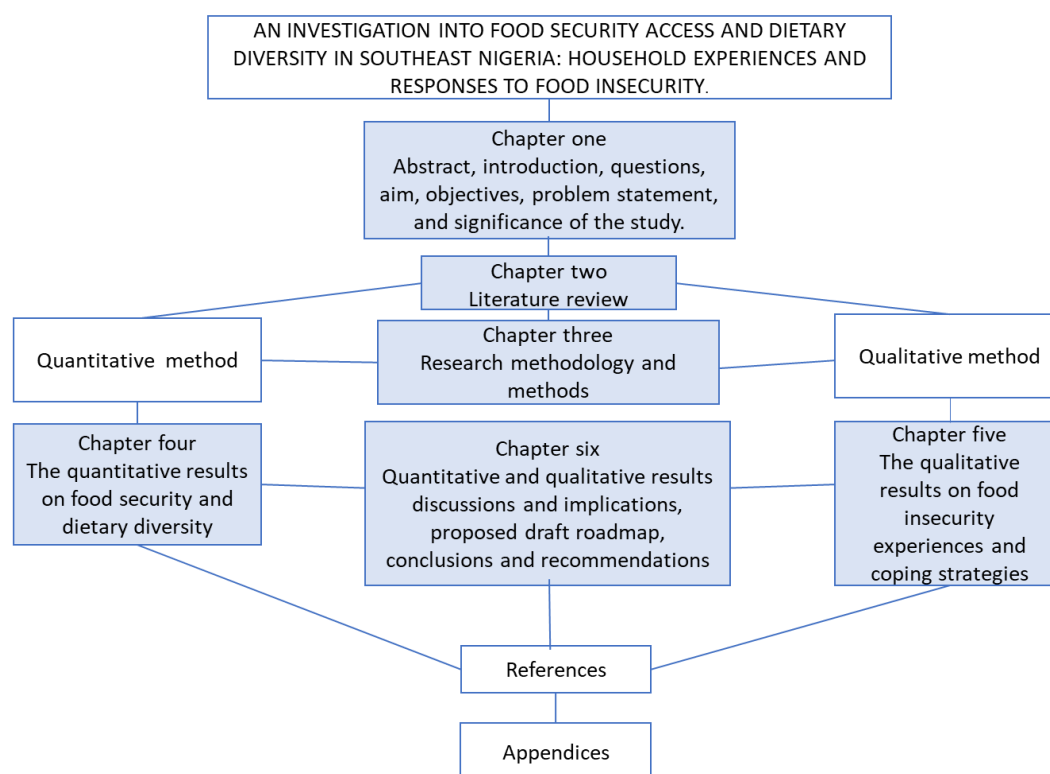 AN INVESTIGATION INTO FOOD SECURITY ACCESS AND DIETARY
DIVERSITY IN SOUTHEAST NIGERIA: HOUSEHOLD EXPERIENCES AND
RESPONSES TO FOOD INSECURITY.
Chapter one
Abstract, introduction, questions,
aim, objectives, problem statement,
and significance of the study.
Chapter two
Literature review
Quantitative method
Chapter three
Research methodology and
methods
Qualitative method
Chapter four
The quantitative results
on food security and
dietary diversity
Chapter six
Quantitative and qualitative results
discussions and implications,
proposed draft roadmap,
conclusions and recommendations
Chapter five
The qualitative
results on food
insecurity
experiences and
coping strategies
References
Appendices